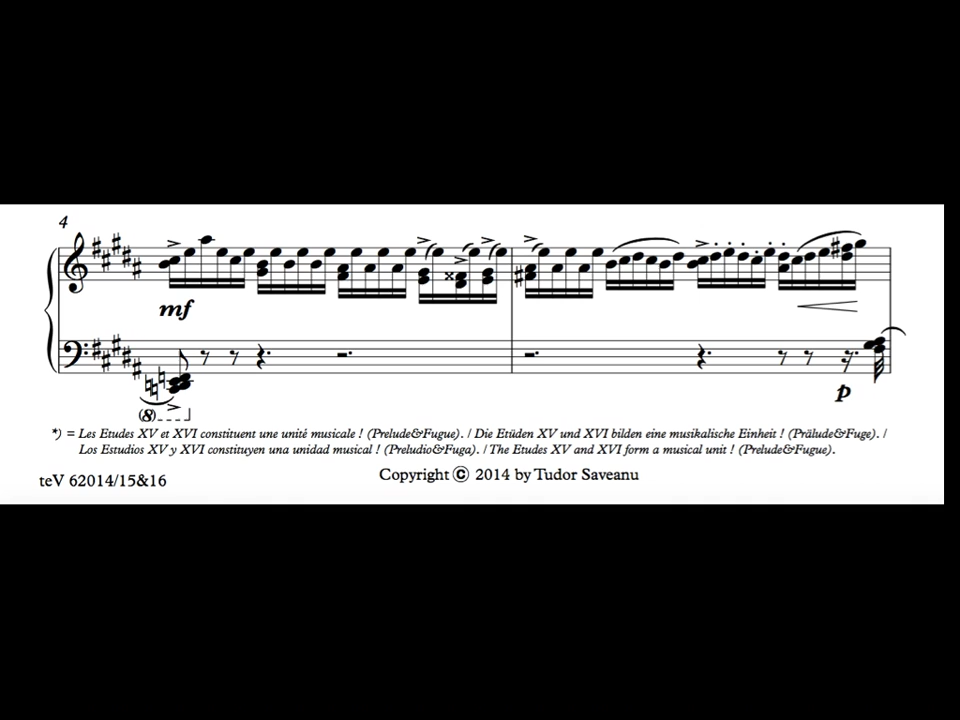 4
mf
p
(8)
*) = Les Etudes XV et XVI constituent une unité musicale ! (Prelude&Fugue). / Die Etüden XV und XVI bilden eine musikalische Einheit ! (Präludе&Fuge). /
Los Estudios XV y XVI constituyen una unidad musical ! (Preludio&Fuga). / The Etudes XV and XVI form a musical unit ! (Prelude&Fugue).
teV 62014/15&16
Copyright © 2014 by Tudor Saveanu